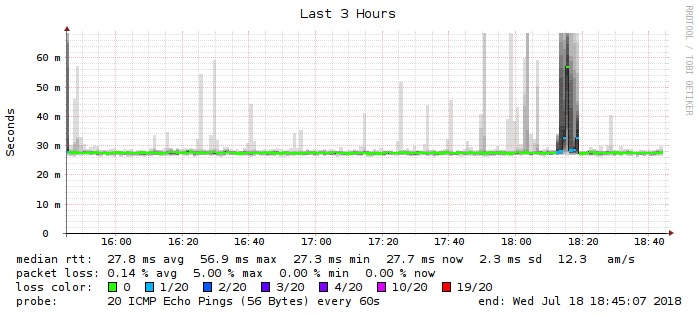 Last 3 Hours
RRDTOOL / TOBI OETIKER
Seconds
60 m
50 m
40 m
30 m
20 m
10 m
0
16:00 16:20 16:40 17:00 17:20 17:40 18:00 18:20 18:40
median rtt: 27.8 ms avg 56.9 ms max 27.3 ms min 27.7 ms now 2.3 ms sd 12.3 am/s
packet loss: 0.14 % avg 5.00 % max 0.00 % min 0.00 % now
loss color: 0 1/20 2/20 3/20 4/20 10/20 19/20
probe: 20 ICMP Echo Pings (56 Bytes) every 60s end: Wed Jul 18 18:45:07 2018